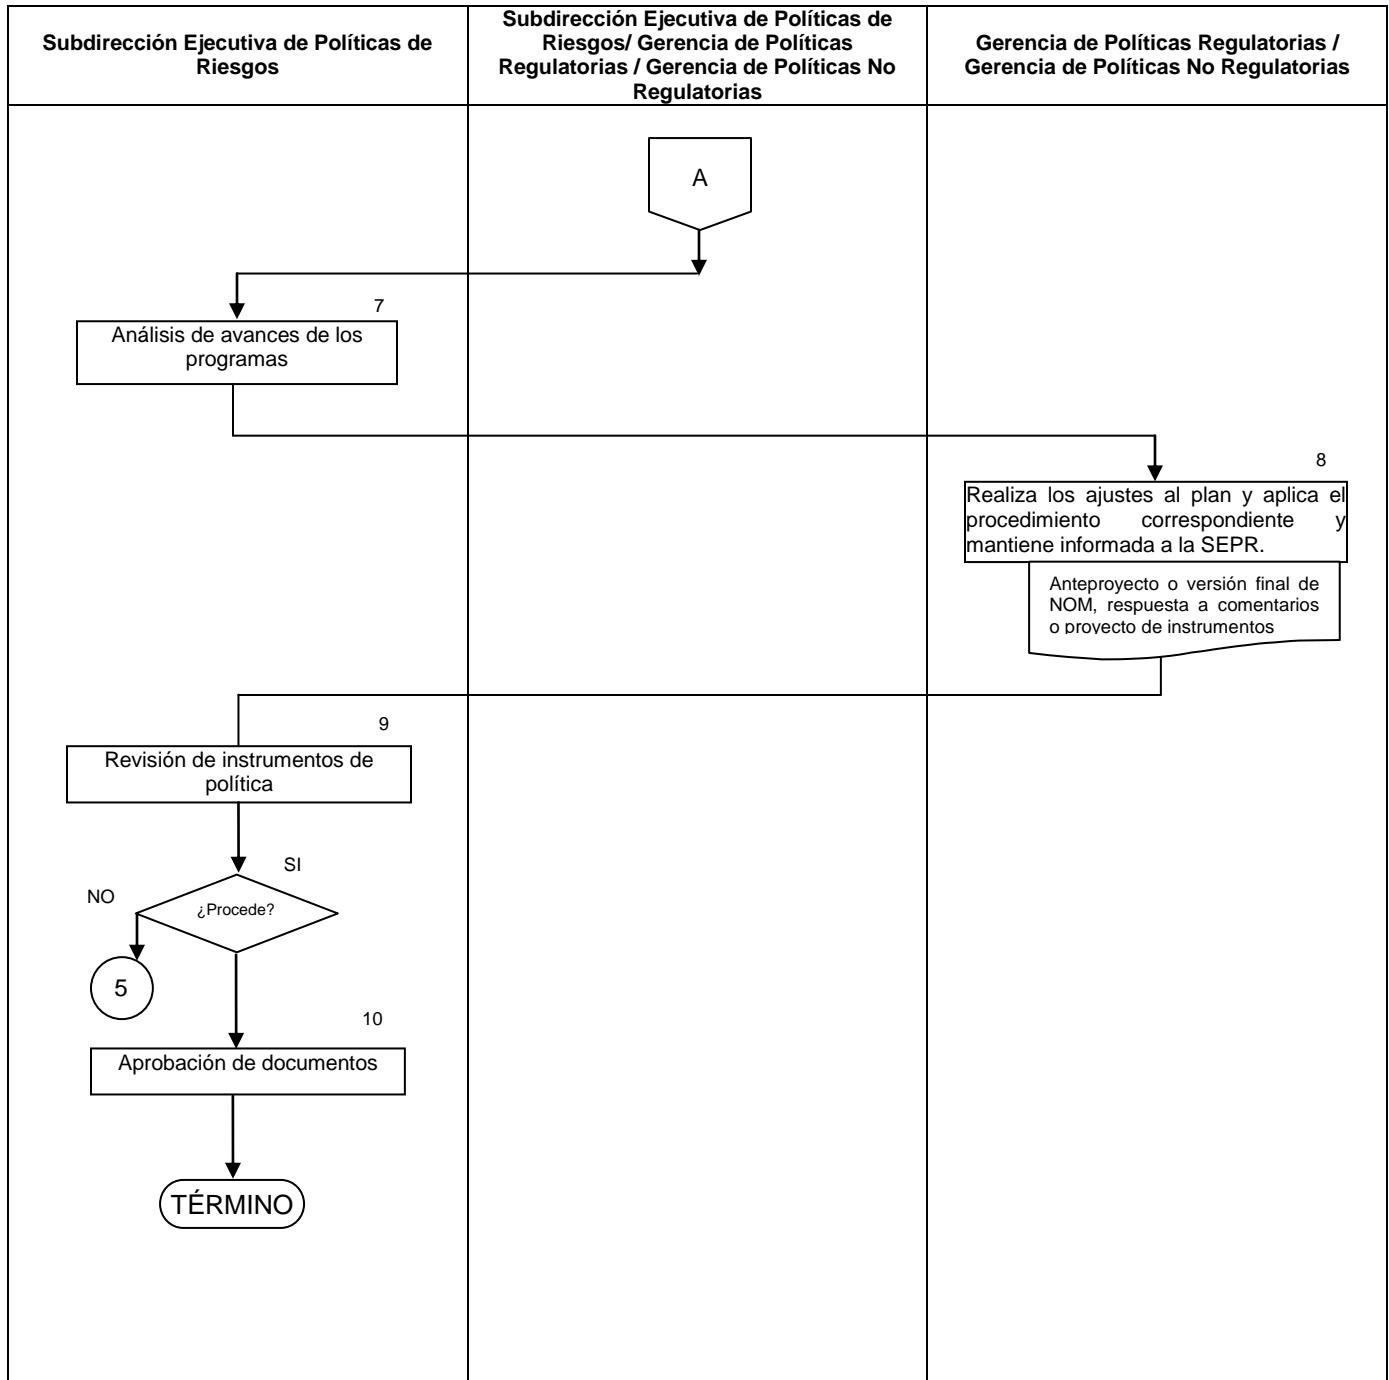 Subdirección Ejecutiva de Políticas de
Riesgos
Subdirección Ejecutiva de Políticas de
Riesgos/ Gerencia de Políticas
Regulatorias / Gerencia de Políticas No
Regulatorias
Gerencia de Políticas Regulatorias /
Gerencia de Políticas No Regulatorias
A
7
Análisis de avances de los
programas
8
Realiza los ajustes al plan y aplica el
procedimiento correspondiente y
mantiene informada a la SEPR.
Anteproyecto o versión final de
NOM, respuesta a comentarios
o proyecto de instrumentos
9
Revisión de instrumentos de
política
SI
NO
¿Procede?
5
10
Aprobación de documentos
TÉRMINO